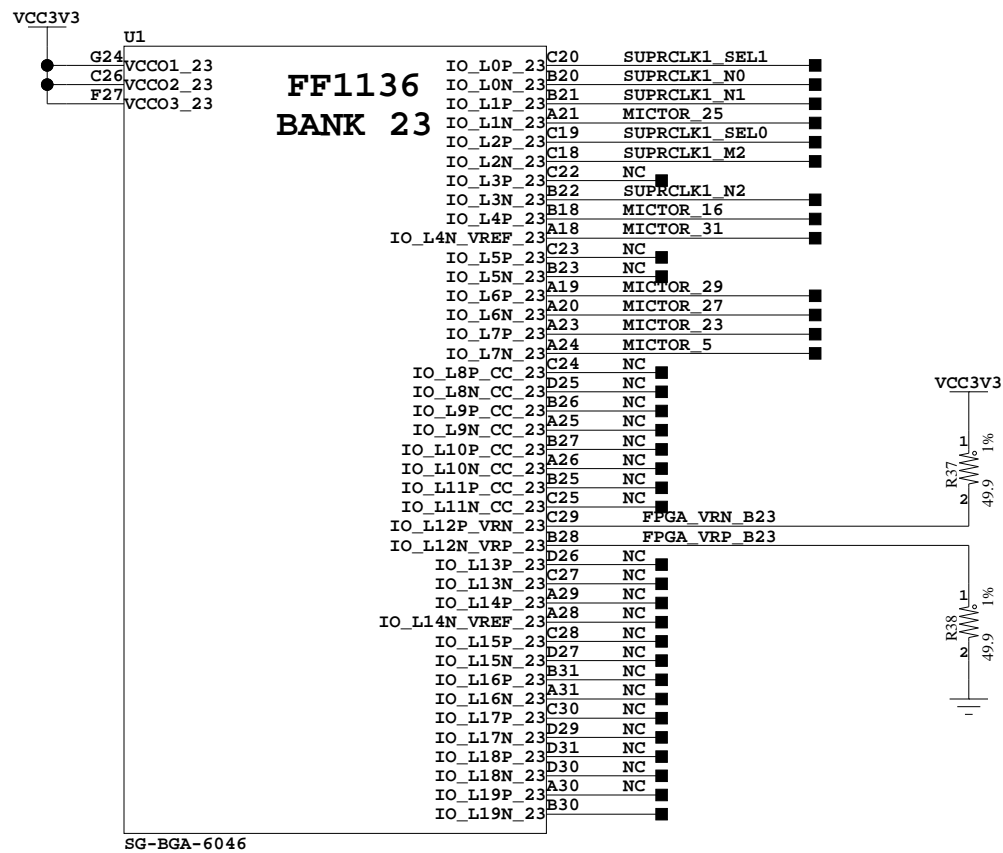 VCC3V3
U1
FF1136
BANK 23
G24 VCCO1_23
C26 VCCO2_23
F27 VCCO3_23
IO_L0P_23 C20 SUPRCLK1_SEL1
IO_L0N_23 B20 SUPRCLK1_N0
IO_L1P_23 B21 SUPRCLK1_N1
IO_L1N_23 A21 MICTOR_25
IO_L2P_23 C19 SUPRCLK1_SEL0
IO_L2N_23 C18 SUPRCLK1_M2
IO_L3P_23 C22 NC
IO_L3N_23 B22 SUPRCLK1_N2
IO_L4P_23 B18 MICTOR_16
IO_L4N_VREF_23 A18 MICTOR_31
IO_L5P_23 C23 NC
IO_L5N_23 B23 NC
IO_L6P_23 A19 MICTOR_29
IO_L6N_23 A20 MICTOR_27
IO_L7P_23 A23 MICTOR_23
IO_L7N_23 A24 MICTOR_5
IO_L8P_CC_23 C24 NC
IO_L8N_CC_23 D25 NC
IO_L9P_CC_23 B26 NC
IO_L9N_CC_23 A25 NC
IO_L10P_CC_23 B27 NC
IO_L10N_CC_23 A26 NC
IO_L11P_CC_23 B25 NC
IO_L11N_CC_23 C25 NC
IO_L12P_VRN_23 C29 FPGA_VRN_B23
IO_L12N_VRP_23 B28 FPGA_VRP_B23
IO_L13P_23 D26 NC
IO_L13N_23 C27 NC
IO_L14P_23 A29 NC
IO_L14N_VREF_23 A28 NC
IO_L15P_23 C28 NC
IO_L15N_23 D27 NC
IO_L16P_23 B31 NC
IO_L16N_23 A31 NC
IO_L17P_23 C30 NC
IO_L17N_23 D29 NC
IO_L18P_23 D31 NC
IO_L18N_23 D30 NC
IO_L19P_23 A30 NC
IO_L19N_23 B30
SG-BGA-6046
VCC3V3
1
1%
R37
49.9
2
1
1%
R38
49.9
2